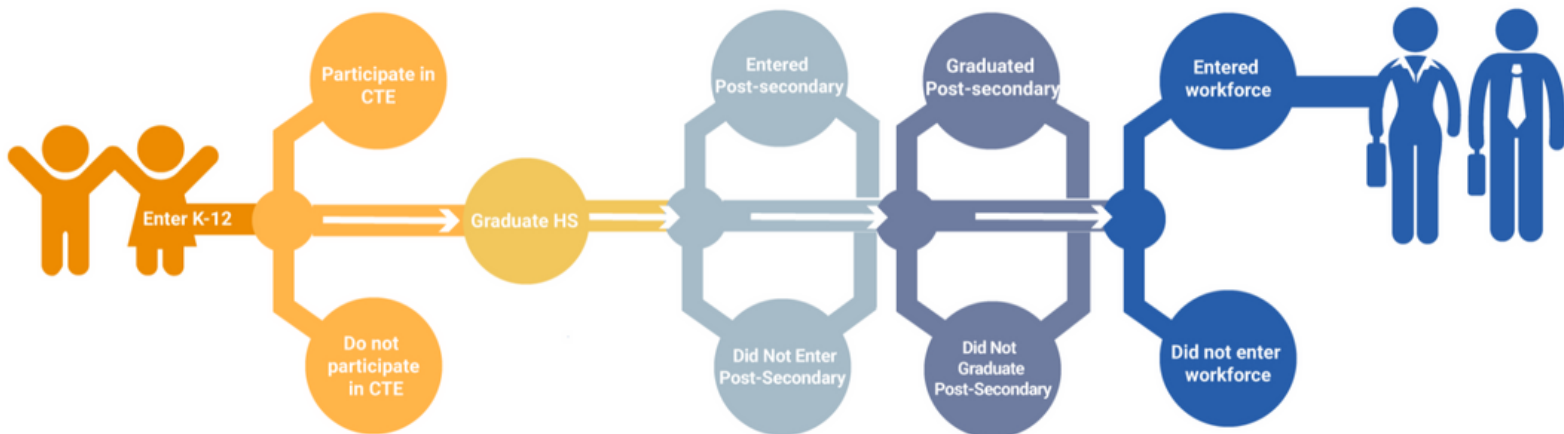 Participate in
CTE
Entered
Post-secondary
Graduated
Post-secondary
Entered
workforce
Enter K-12
Graduate HS
Do not
participate
in CTE
Did Not Enter
Post-Secondary
Did Not
Graduate
Post-Secondary
Did not enter
workforce